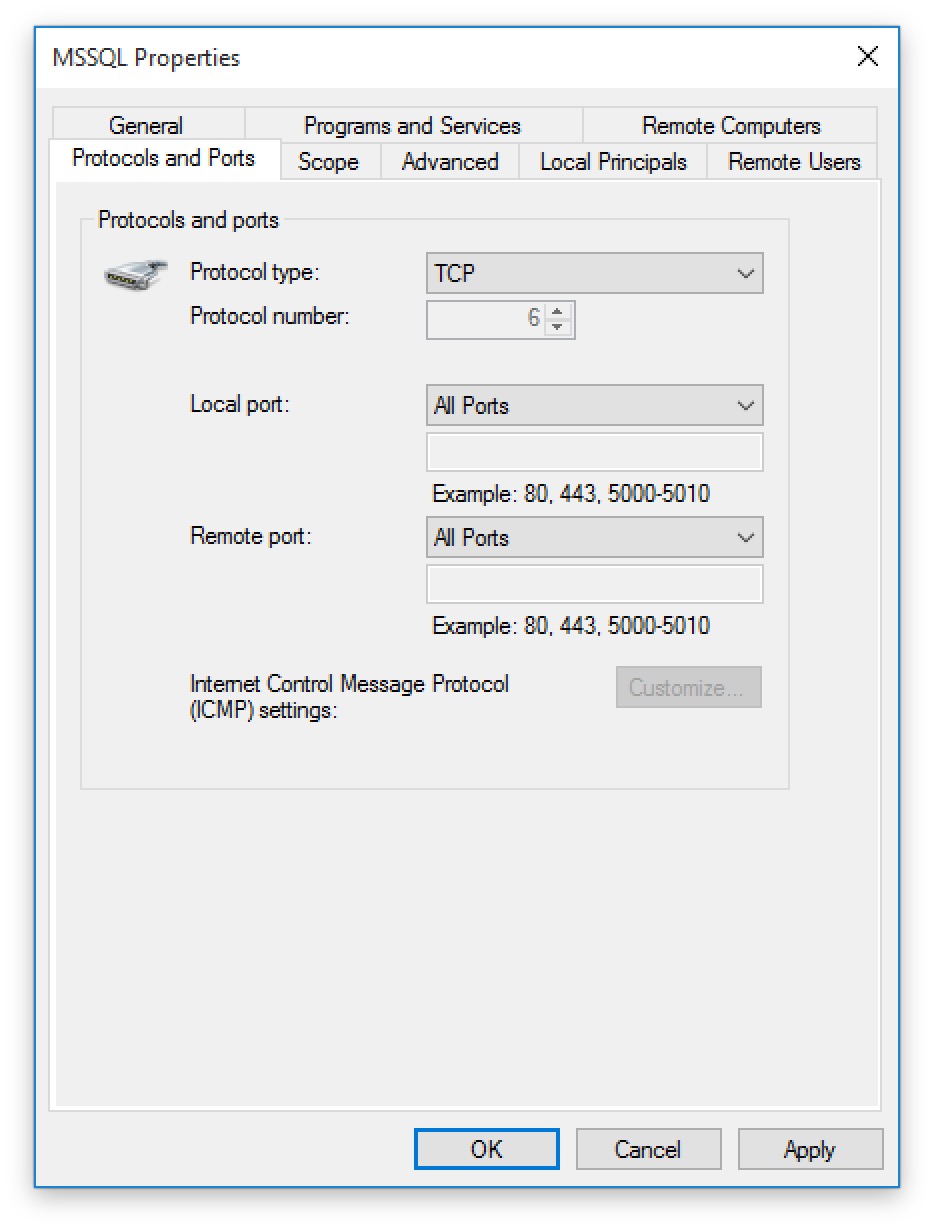 MSSQL Properties
General Programs and Services Remote Computers
Protocols and Ports Scope Advanced Local Principals Remote Users
Protocols and ports
Protocol type: TCP
Protocol number: 6
Local port: All Ports
Example: 80, 443, 5000-5010
Remote port: All Ports
Example: 80, 443, 5000-5010
Internet Control Message Protocol
(ICMP) settings:
Customize...
OK Cancel Apply